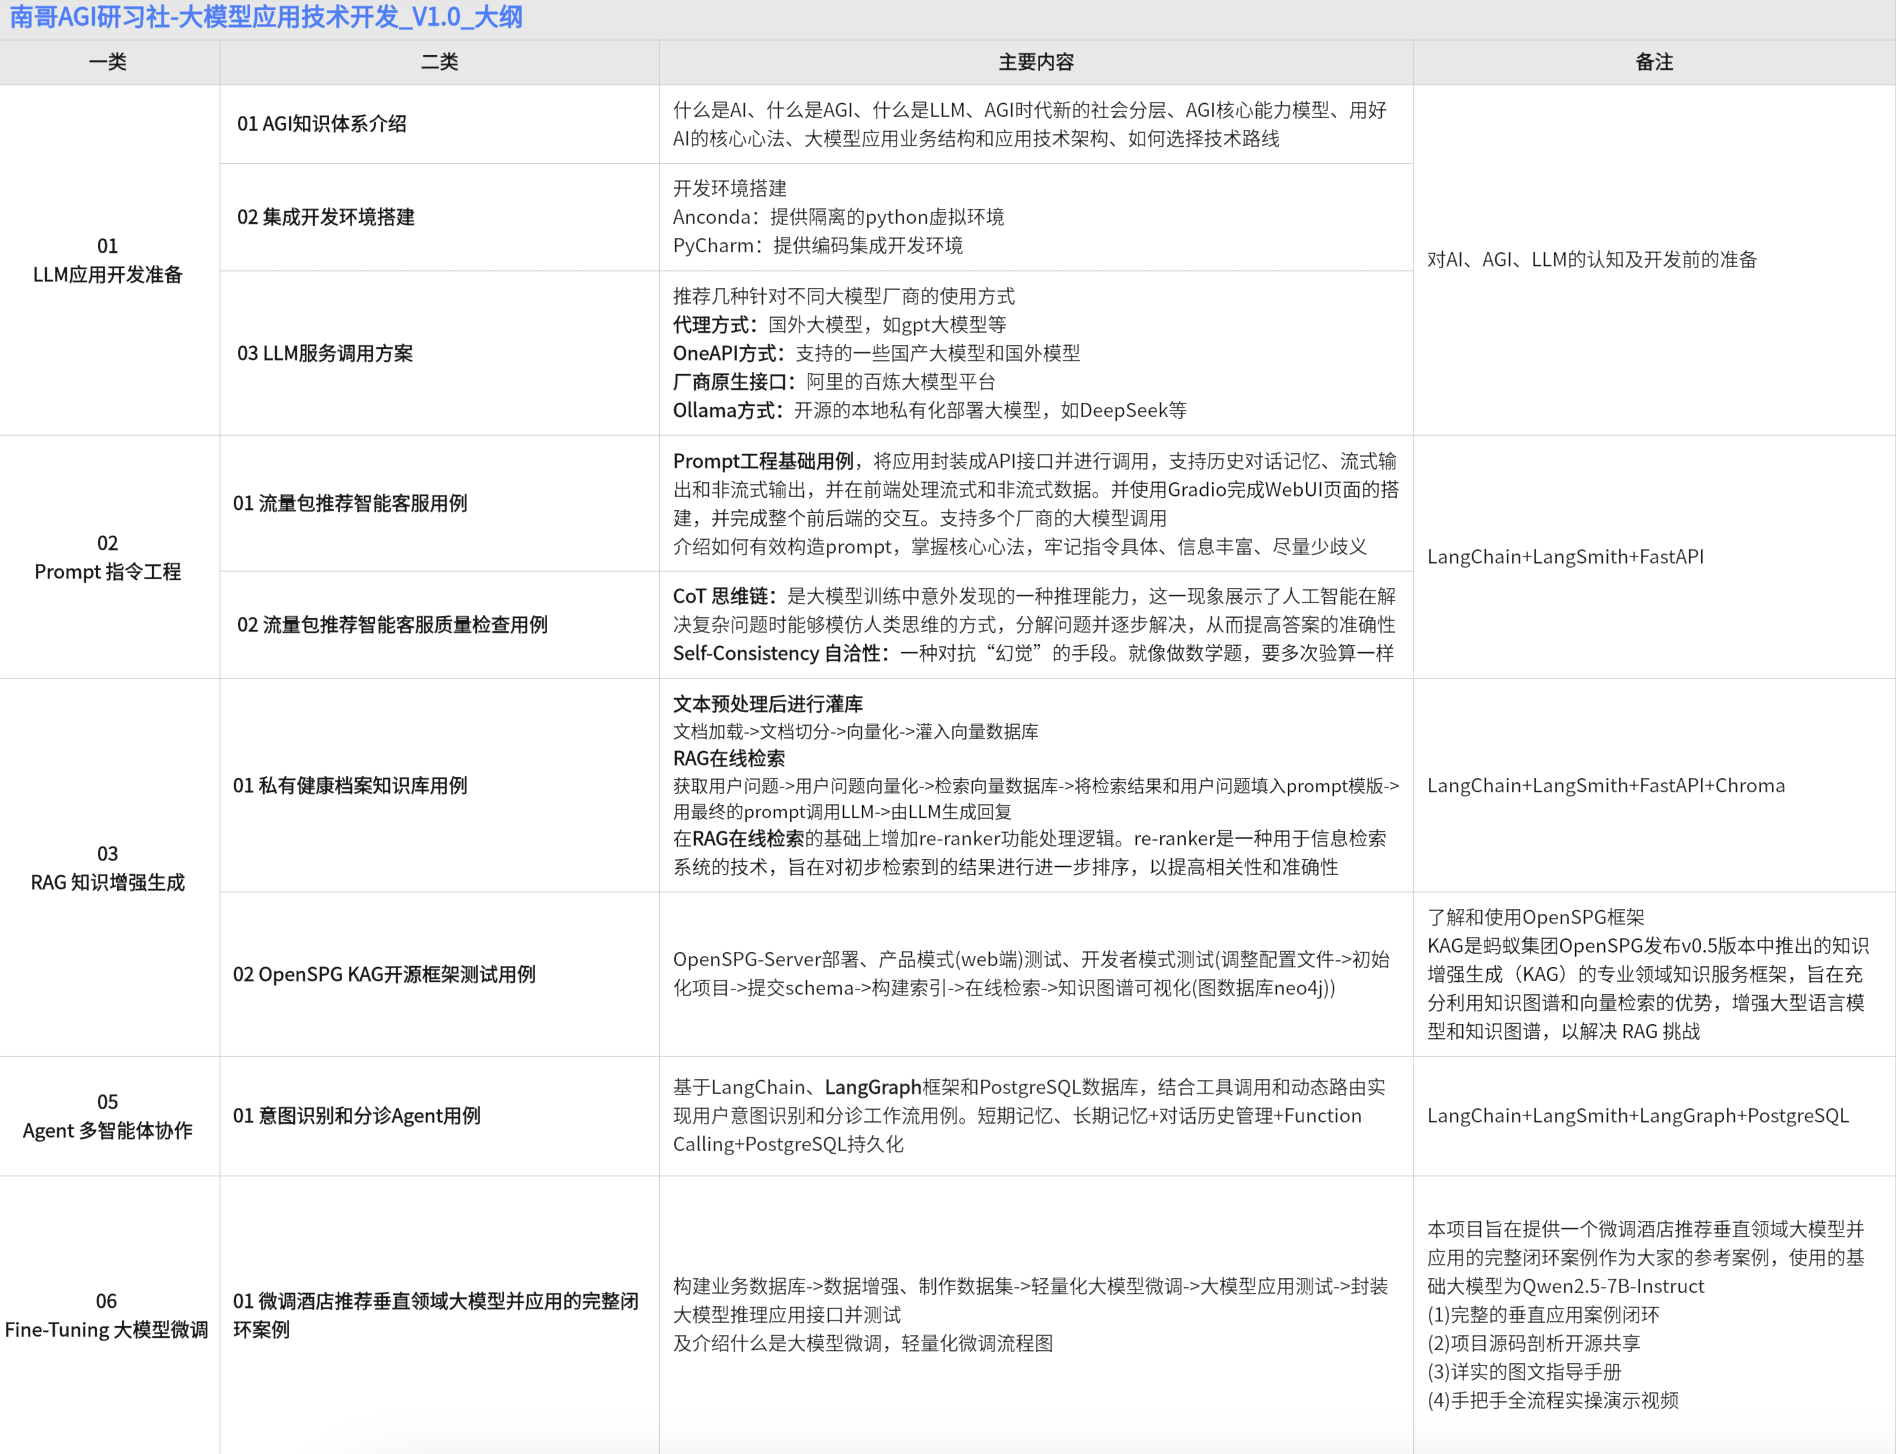 南哥AGI研习社-大模型应用技术开发_V1.0_大纲
一类
二类
主要内容
备注
01
LLM应用开发准备
01 AGI知识体系介绍
什么是AI、什么是AGI、什么是LLM、AGI时代新的社会分层、AGI核心能力模型、用好
AI的核心心法、大模型应用业务结构和应用技术架构、如何选择技术路线
对AI、AGI、LLM的认知及开发前的准备
02 集成开发环境搭建
开发环境搭建
Anconda：提供隔离的python虚拟环境
PyCharm：提供编码集成开发环境
03 LLM服务调用方案
推荐几种针对不同大模型厂商的使用方式
代理方式：国外大模型，如gpt大模型等
OneAPI方式：支持的一些国产大模型和国外模型
厂商原生接口：阿里的百炼大模型平台
Ollama方式：开源的本地私有化部署大模型，如DeepSeek等
02
Prompt 指令工程
01 流量包推荐智能客服用例
Prompt工程基础用例，将应用封装成API接口并进行调用，支持历史对话记忆、流式输
出和非流式输出，并在前端处理流式和非流式数据。并使用Gradio完成WebUI页面的搭
建，并完成整个前后端的交互。支持多个厂商的大模型调用
介绍如何有效构造prompt，掌握核心心法，牢记指令具体、信息丰富、尽量少歧义
LangChain+LangSmith+FastAPI
02 流量包推荐智能客服质量检查用例
CoT 思维链：是大模型训练中意外发现的一种推理能力，这一现象展示了人工智能在解
决复杂问题时能够模仿人类思维的方式，分解问题并逐步解决，从而提高答案的准确性
Self-Consistency 自洽性：一种对抗“幻觉”的手段。就像做数学题，要多次验算一样
03
RAG 知识增强生成
01 私有健康档案知识库用例
文本预处理后进行灌库
文档加载->文档切分->向量化->灌入向量数据库
RAG在线检索
获取用户问题->用户问题向量化->检索向量数据库->将检索结果和用户问题填入prompt模版->
用最终的prompt调用LLM->由LLM生成回复
在RAG在线检索的基础上增加re-ranker功能处理逻辑。re-ranker是一种用于信息检索
系统的技术，旨在对初步检索到的结果进行进一步排序，以提高相关性和准确性
LangChain+LangSmith+FastAPI+Chroma
02 OpenSPG KAG开源框架测试用例
OpenSPG-Server部署、产品模式(web端)测试、开发者模式测试(调整配置文件->初始
化项目->提交schema->构建索引->在线检索->知识图谱可视化(图数据库neo4j))
了解和使用OpenSPG框架
KAG是蚂蚁集团OpenSPG发布v0.5版本中推出的知识
增强生成（KAG）的专业领域知识服务框架，旨在充
分利用知识图谱和向量检索的优势，增强大型语言模
型和知识图谱，以解决 RAG 挑战
05
Agent 多智能体协作
01 意图识别和分诊Agent用例
基于LangChain、LangGraph框架和PostgreSQL数据库，结合工具调用和动态路由实
现用户意图识别和分诊工作流用例。短期记忆、长期记忆+对话历史管理+Function
Calling+PostgreSQL持久化
LangChain+LangSmith+LangGraph+PostgreSQL
06
Fine-Tuning 大模型微调
01 微调酒店推荐垂直领域大模型并应用的完整闭
环案例
构建业务数据库->数据增强、制作数据集->轻量化大模型微调->大模型应用测试->封装
大模型推理应用接口并测试
及介绍什么是大模型微调，轻量化微调流程图
本项目旨在提供一个微调酒店推荐垂直领域大模型并
应用的完整闭环案例作为大家的参考案例，使用的基
础大模型为Qwen2.5-7B-Instruct
(1)完整的垂直应用案例闭环
(2)项目源码剖析开源共享
(3)详实的图文指导手册
(4)手把手全流程实操演示视频